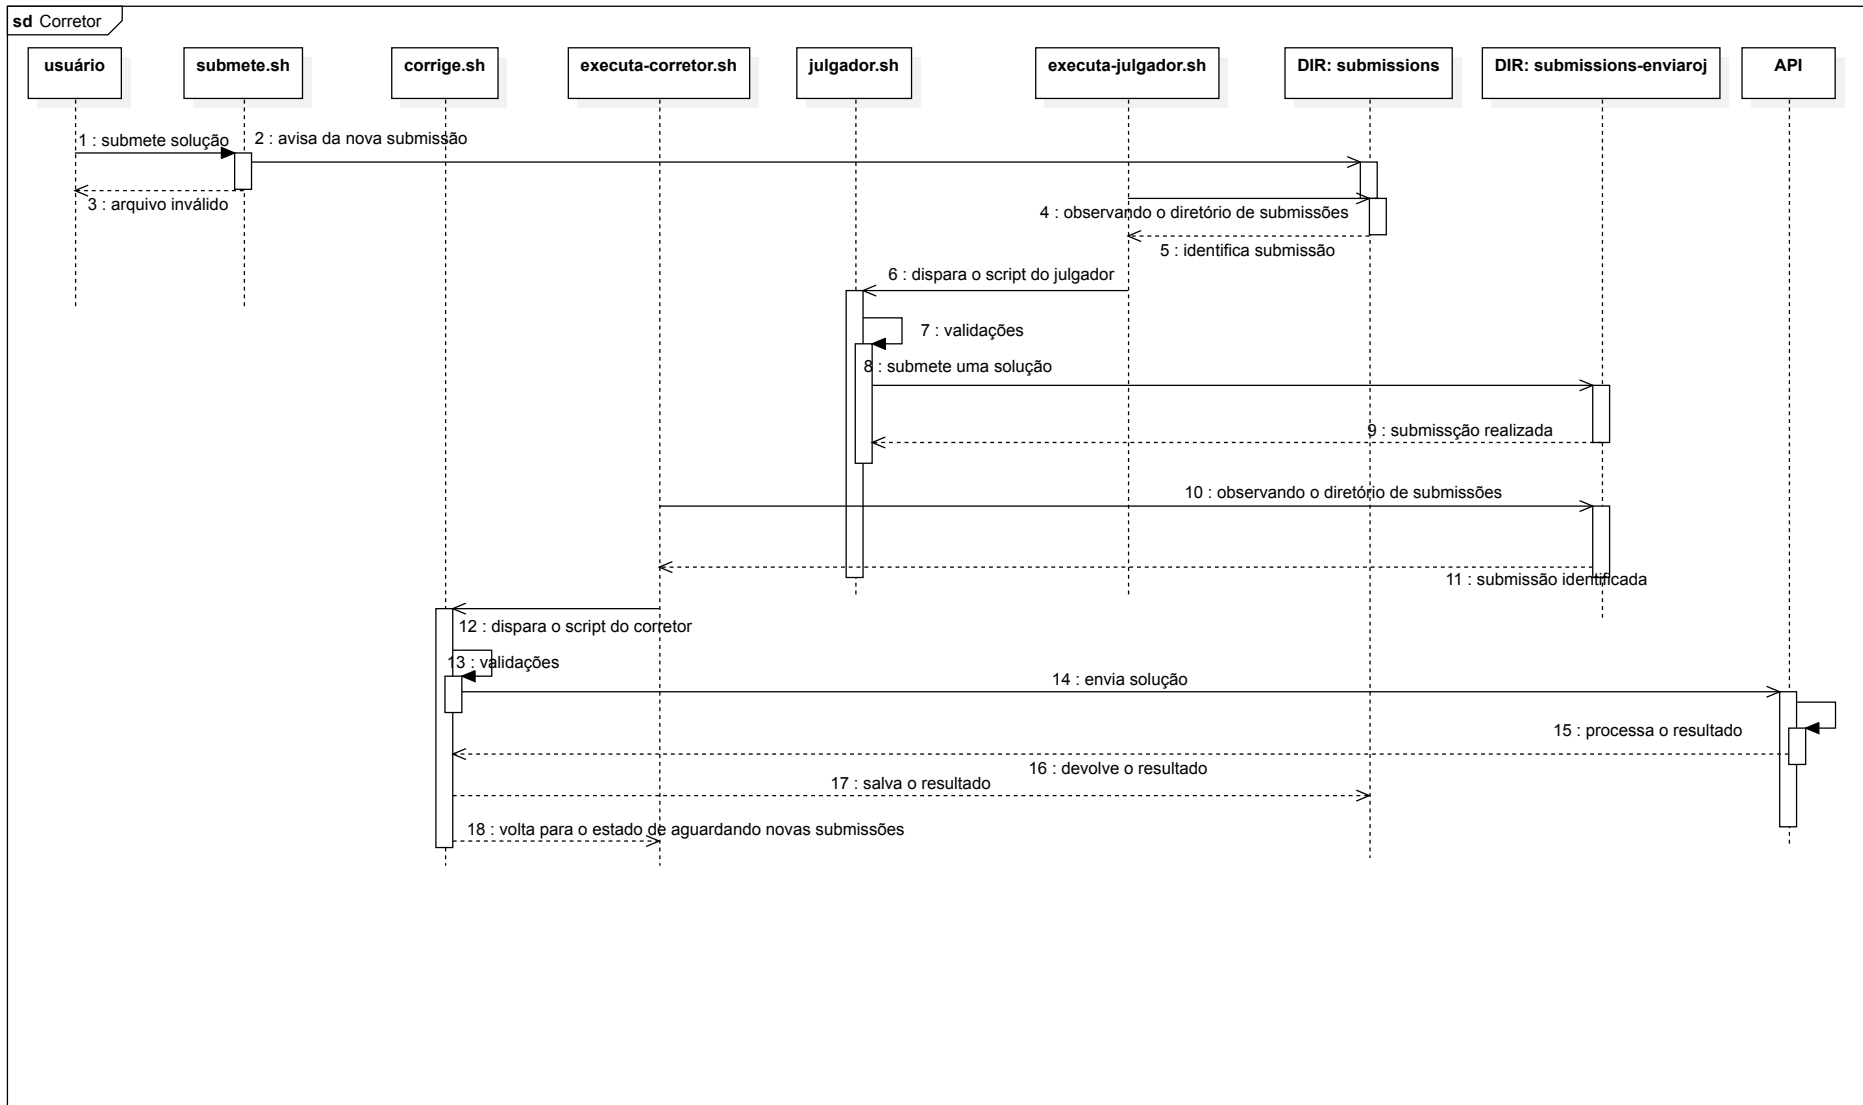 sd Corretor
usuário
submete.sh
corrige.sh
executa-corretor.sh
julgador.sh
executa-julgador.sh
DIR: submissions
DIR: submissions-enviaroj
API
1 : submete solução
2 : avisa da nova submissão
3 : arquivo inválido
4 : observando o diretório de submissões
5 : identifica submissão
6 : dispara o script do julgador
7 : validações
8 : submete uma solução
9 : submissção realizada
10 : observando o diretório de submissões
11 : submissão identificada
12 : dispara o script do corretor
13 : validações
14 : envia solução
15 : processa o resultado
16 : devolve o resultado
17 : salva o resultado
18 : volta para o estado de aguardando novas submissões